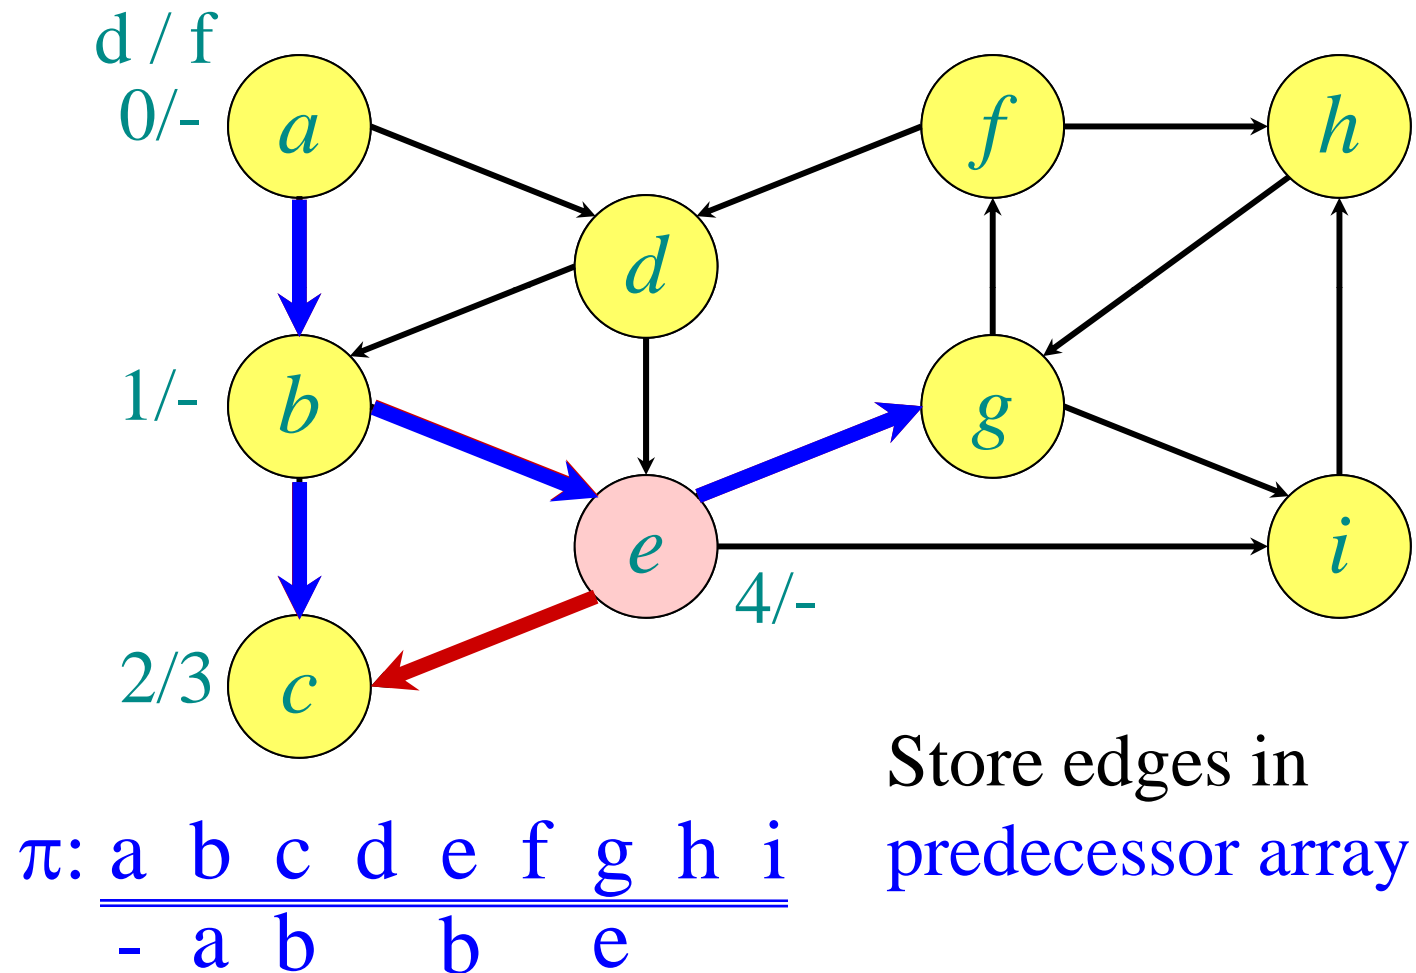 d / f
0/-
a
f
h
d
1/-
b
g
e
i
4/-
2/3
c
Store edges in
predecessor array
π: a b c d e f g h i
- a b b e